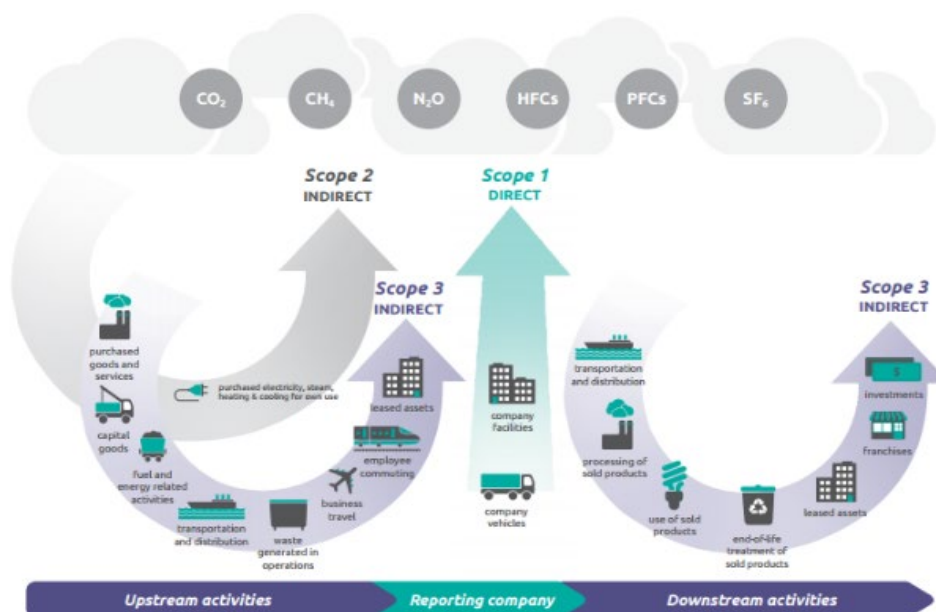 CO₂ CH₄ N₂O HFCs PFCs SF₆
Scope 2
INDIRECT
Scope 1
DIRECT
Scope 3
INDIRECT
Scope 3
INDIRECT
purchased
goods and
services
capital
goods
fuel and
energy related
activities
transportation
and distribution
waste
generated in
operations
business
travel
employee
commuting
leased assets
purchased electricity, steam,
heating & cooling for own use
company
facilities
company
vehicles
transportation
and distribution
processing of
sold products
use of sold
products
end-of-life
treatment of
sold products
leased assets
franchises
$
investments
Upstream activities
Reporting company
Downstream activities